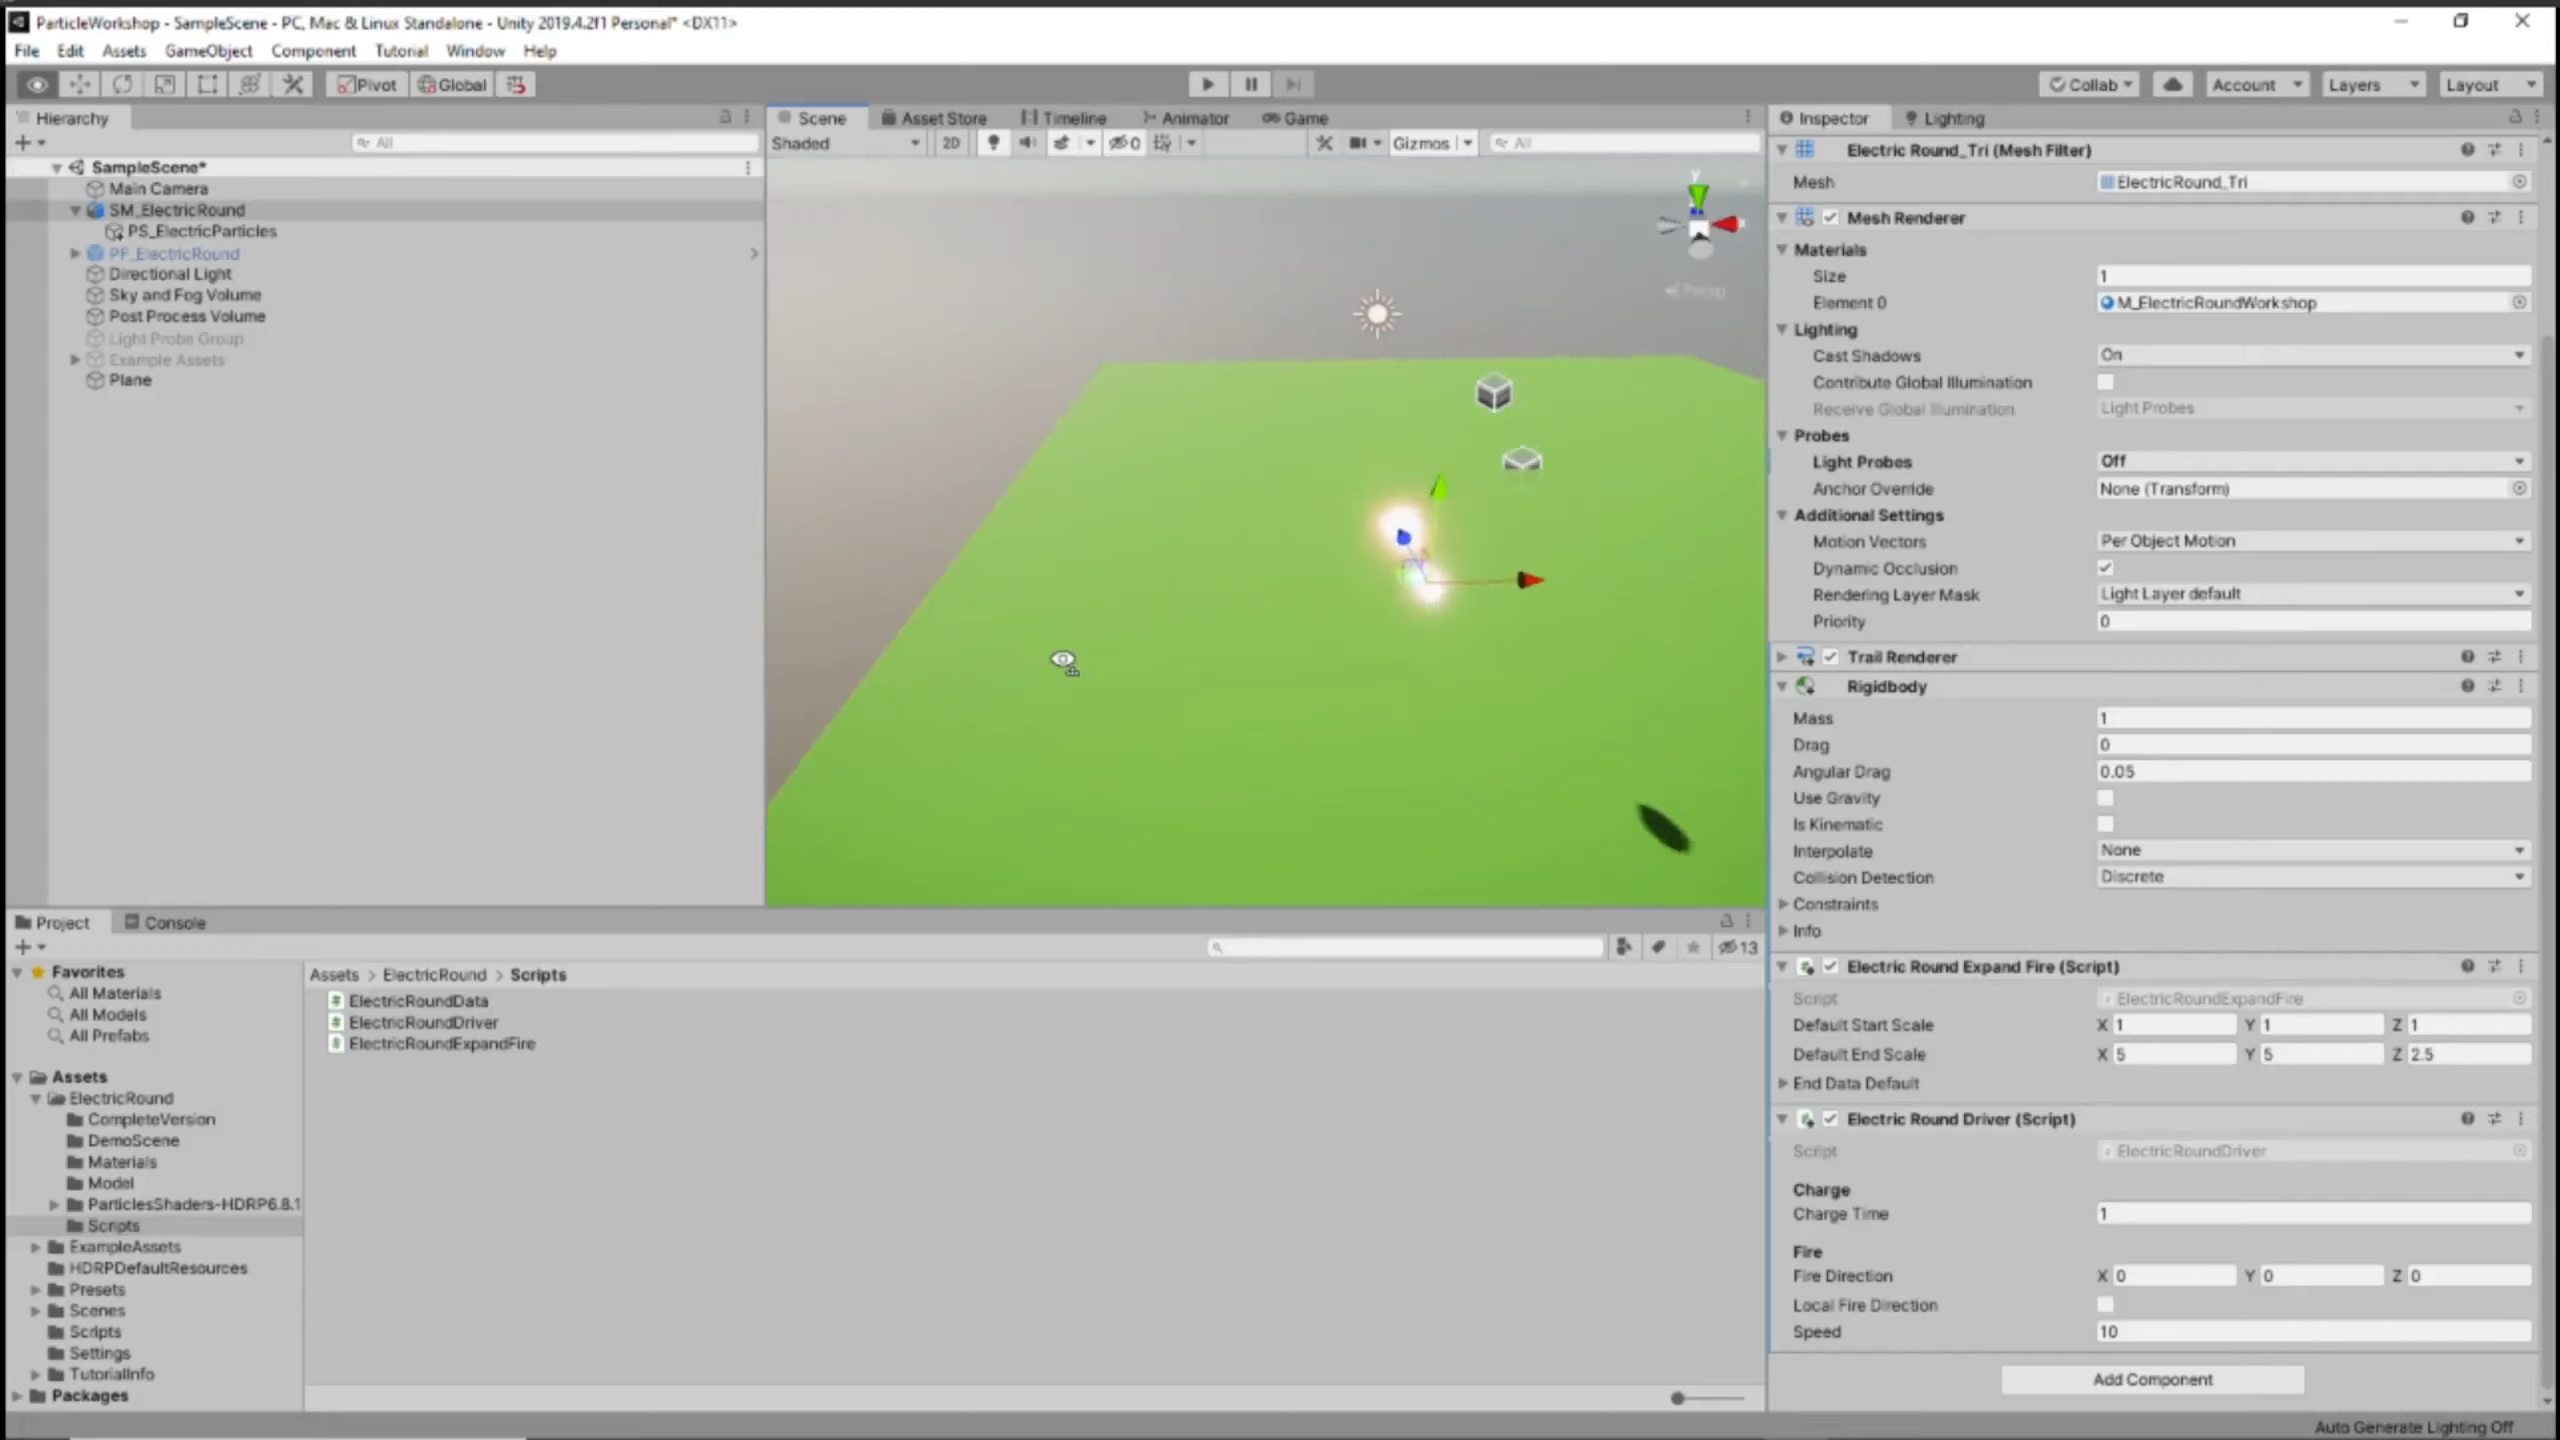 ParticleWorkshop - SampleScene - PC, Mac & Linux Standalone - Unity 2019.4.2f1 Personal* <DX11>
File Edit Assets GameObject Component Tutorial Window Help
Pivot Global Collab Account Layers Layout
Hierarchy
All
SampleScene*
Main Camera
SM_ElectricRound
PS_ElectricParticles
PF_ElectricRound
Directional Light
Sky and Fog Volume
Post Process Volume
Light Probe Group
Example Assets
Plane
Scene Asset Store Timeline Animator Game
Shaded 2D 0 Gizmos All
y
Persp
Inspector Lighting
Electric Round_Tri (Mesh Filter)
Mesh ElectricRound_Tri
Mesh Renderer
Materials
Size 1
Element 0 M_ElectricRoundWorkshop
Lighting
Cast Shadows On
Contribute Global Illumination
Receive Global Illumination Light Probes
Probes
Light Probes Off
Anchor Override None (Transform)
Additional Settings
Motion Vectors Per Object Motion
Dynamic Occlusion
Rendering Layer Mask Light Layer default
Priority 0
Trail Renderer
Rigidbody
Mass 1
Drag 0
Angular Drag 0.05
Use Gravity
Is Kinematic
Interpolate None
Collision Detection Discrete
Constraints
Info
Electric Round Expand Fire (Script)
Script ElectricRoundExpandFire
Default Start Scale X 1 Y 1 Z 1
Default End Scale X 5 Y 5 Z 2.5
End Data Default
Electric Round Driver (Script)
Script ElectricRoundDriver
Charge
Charge Time 1
Fire
Fire Direction X 0 Y 0 Z 0
Local Fire Direction
Speed 10
Add Component
Project Console
13
Favorites
All Materials
All Models
All Prefabs
Assets
ElectricRound
CompleteVersion
DemoScene
Materials
Model
ParticlesShaders-HDRP6.8.1
Scripts
ExampleAssets
HDRPDefaultResources
Presets
Scenes
Scripts
Settings
TutorialInfo
Packages
Assets > ElectricRound > Scripts
ElectricRoundData
ElectricRoundDriver
ElectricRoundExpandFire
Auto Generate Lighting Off